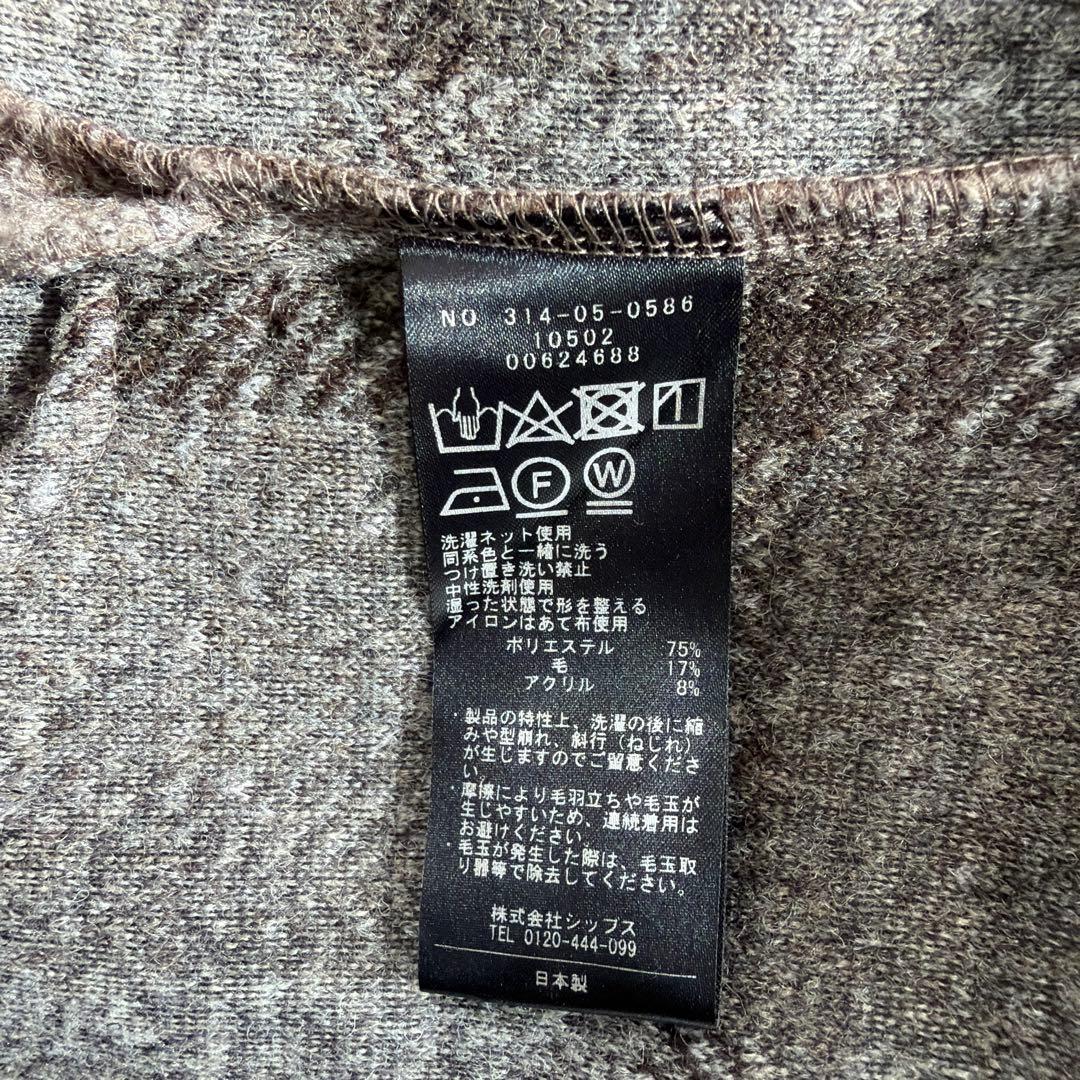 NO 314-05-0586
10502
00624688
F W
洗濯ネット使用
同系色と一緒に洗う
つけ置き洗い禁止
中性洗剤使用
湿った状態で形を整える
アイロンはあて布使用
ポリエステル 75%
毛 17%
アクリル 8%
・製品の特性上、洗濯の後に縮
みや型崩れ、斜行（ねじれ）
が生じますのでご留意くださ
い。
・摩擦により毛羽立ちや毛玉が
生じやすいため、連続着用は
お避けください。
・毛玉が発生した際は、毛玉取
り器等で除去してください。
株式会社シップス
TEL 0120-444-099
日本製